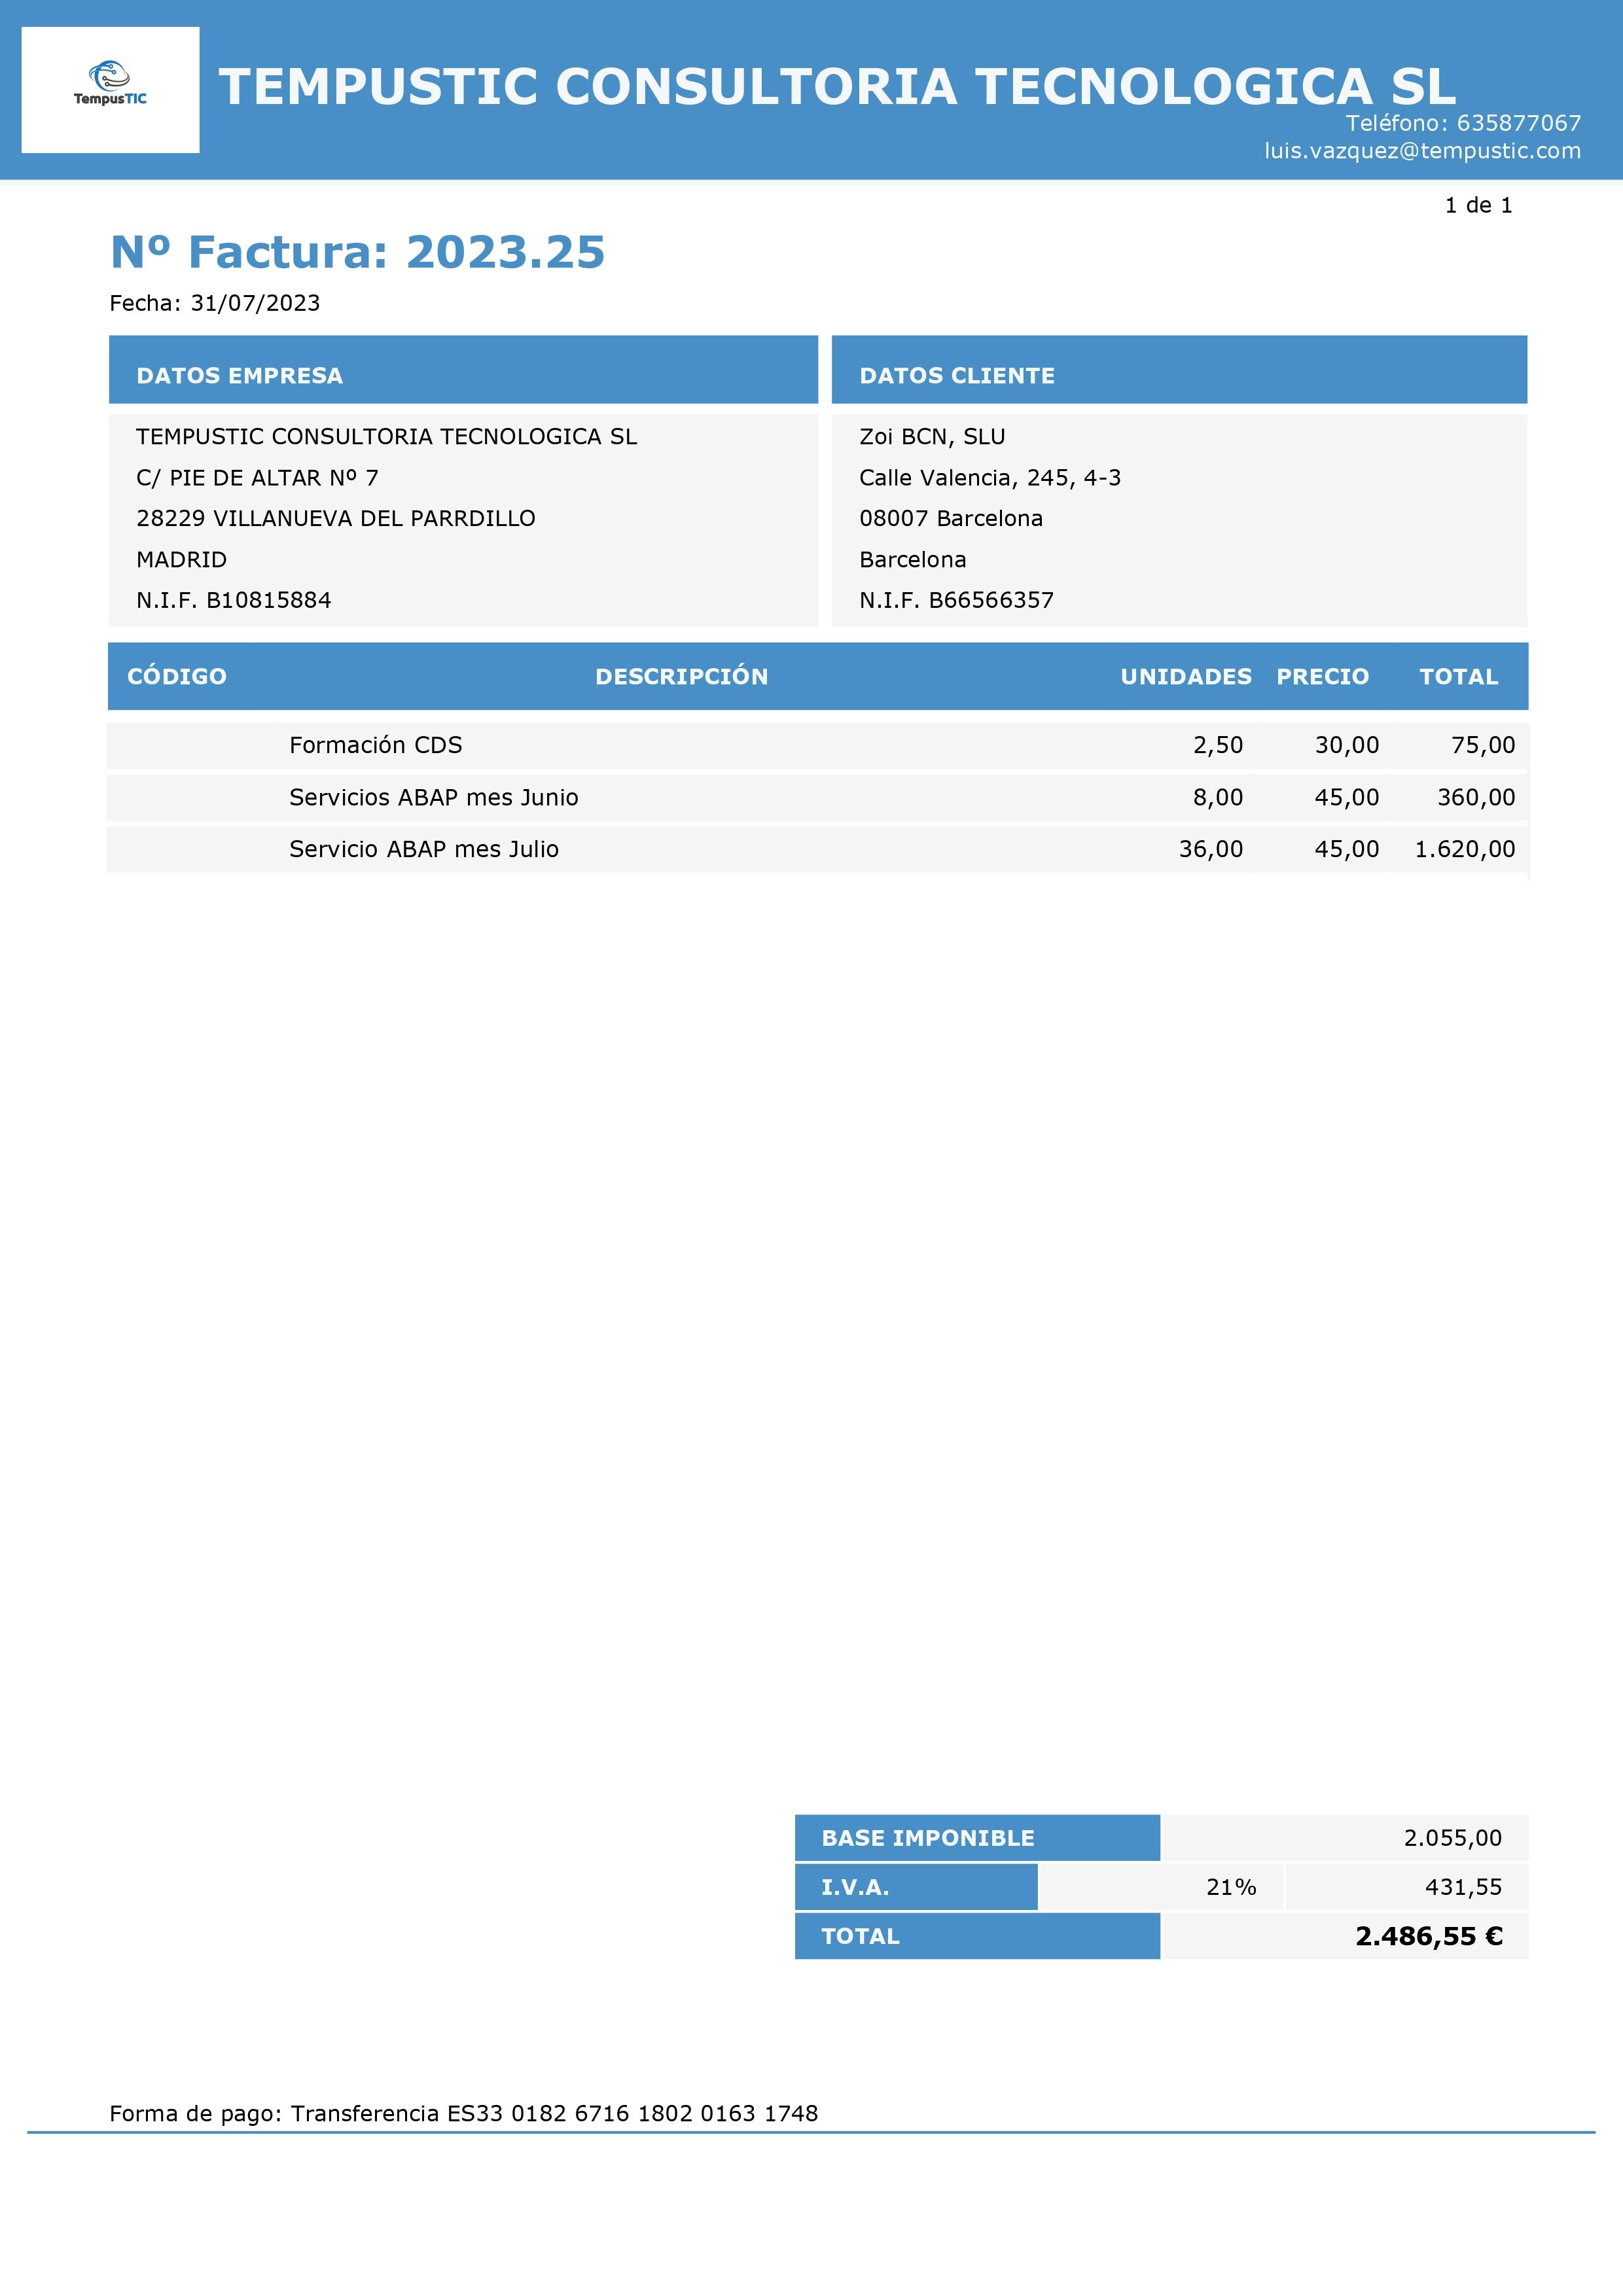 TempusTIC
TEMPUSTIC CONSULTORIA TECNOLOGICA SL
Teléfono: 635877067
luis.vazquez@tempustic.com
1 de 1
Nº Factura: 2023.25
Fecha: 31/07/2023
DATOS EMPRESA
TEMPUSTIC CONSULTORIA TECNOLOGICA SL
C/ PIE DE ALTAR Nº 7
28229 VILLANUEVA DEL PARRDILLO
MADRID
N.I.F. B10815884
DATOS CLIENTE
Zoi BCN, SLU
Calle Valencia, 245, 4-3
08007 Barcelona
Barcelona
N.I.F. B66566357
CÓDIGO DESCRIPCIÓN UNIDADES PRECIO TOTAL
Formación CDS 2,50 30,00 75,00
Servicios ABAP mes Junio 8,00 45,00 360,00
Servicio ABAP mes Julio 36,00 45,00 1.620,00
BASE IMPONIBLE 2.055,00
I.V.A. 21% 431,55
TOTAL 2.486,55 €
Forma de pago: Transferencia ES33 0182 6716 1802 0163 1748